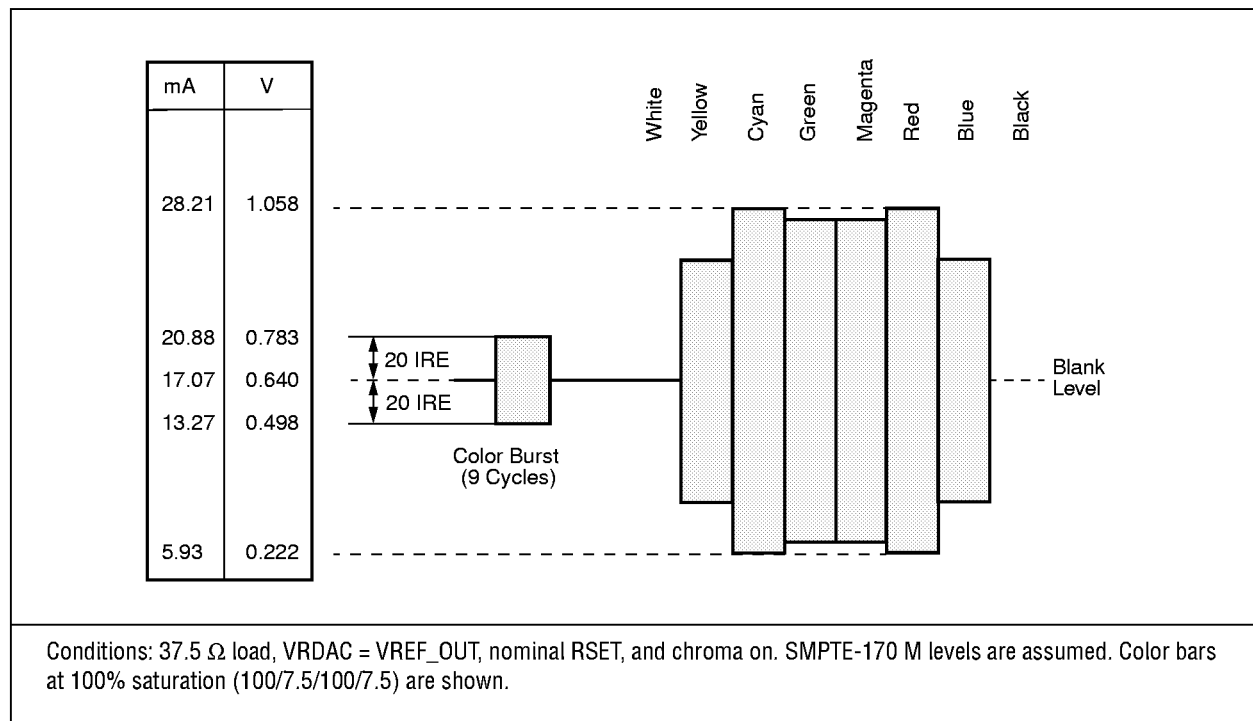 mA V
White
Yellow
Cyan
Green
Magenta
Red
Blue
Black
28.21 1.058
20.88 0.783
20 IRE
17.07 0.640
Blank
Level
20 IRE
13.27 0.498
Color Burst
(9 Cycles)
5.93 0.222
Conditions: 37.5 Ω load, VRDAC = VREF_OUT, nominal RSET, and chroma on. SMPTE-170 M levels are assumed. Color bars
at 100% saturation (100/7.5/100/7.5) are shown.